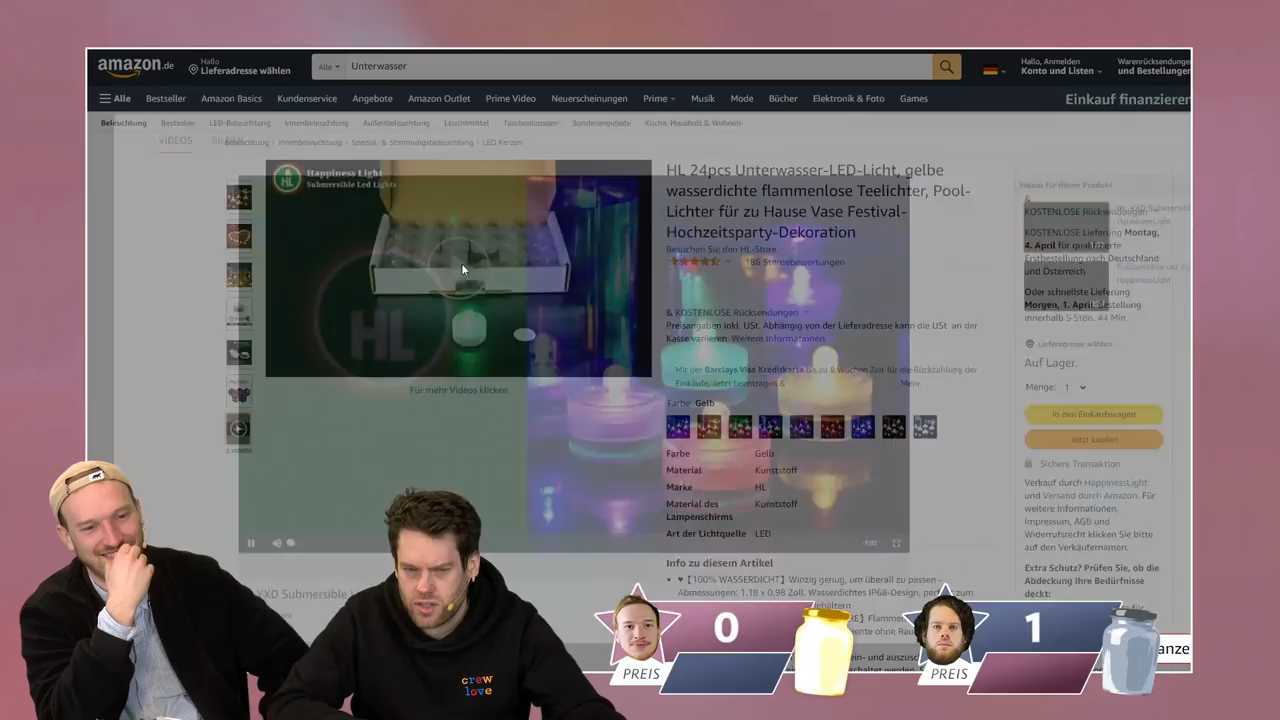 amazon.de
Hallo
Lieferadresse wählen
Alle
Unterwasser
Hallo, Anmelden
Konto und Listen
Warenrücksendungen
und Bestellungen
Alle
Bestseller
Amazon Basics
Kundenservice
Angebote
Amazon Outlet
Prime Video
Neuerscheinungen
Prime
Musik
Mode
Bücher
Elektronik & Foto
Games
Einkauf finanzieren
Beleuchtung
Bestseller
LED-Beleuchtung
Innenbeleuchtung
Außenbeleuchtung
Leuchtmittel
Taschenlampen
Sonderangebote
Küche, Haushalt & Wohnen
VIDEOS
Beleuchtung › Innenbeleuchtung › Spezial- & Stimmungsbeleuchtung › LED Kerzen
HL
Happiness Light
Submersible Led Lights
HL
Für mehr Videos klicken
HL 24pcs Unterwasser-LED-Licht, gelbe
wasserdichte flammenlose Teelichter, Pool-
Lichter für zu Hause Vase Festival-
Hochzeitsparty-Dekoration
Besuchen Sie den HL-Store
186 Sternebewertungen
& KOSTENLOSE Rücksendungen
Preisangaben inkl. USt. Abhängig von der Lieferadresse kann die USt. an der
Kasse variieren. Weitere Informationen.
Mit der Barclays Visa Kreditkarte bis zu 8 Wochen Zeit für die Rückzahlung der
Einkäufe. Jetzt beantragen &
Farbe: Gelb
Farbe Gelb
Material Kunststoff
Marke HL
Material des Kunststoff
Lampenschirms
Art der Lichtquelle LED
Info zu diesem Artikel
♥【100% WASSERDICHT】Winzig genug, um überall zu passen -
Abmessungen: 1.18 x 0.98 Zoll. Wasserdichtes IP68-Design,
Videos für dieses Produkt
&
KOSTENLOSE Rücksendungen
KOSTENLOSE Lieferung Montag,
4. April für qualifizierte
Erstbestellung nach Deutschland
und Österreich
Oder schnellste Lieferung
Morgen, 1. April. Bestellung
innerhalb 5 Stdn. 44 Min.
HappinessLight
Lieferadresse wählen
Auf Lager.
Menge: 1
In den Einkaufswagen
Jetzt kaufen
Sichere Transaktion
Verkauf durch HappinessLight
und Versand durch Amazon. Für
weitere Informationen,
Impressum, AGB und
Widerrufsrecht klicken Sie bitte
auf den Verkäufernamen.
Extra Schutz? Prüfen Sie, ob die
Abdeckung Ihre Bedürfnisse
deckt:
XXD Submersible
crew
love
0
PREIS
1
PREIS